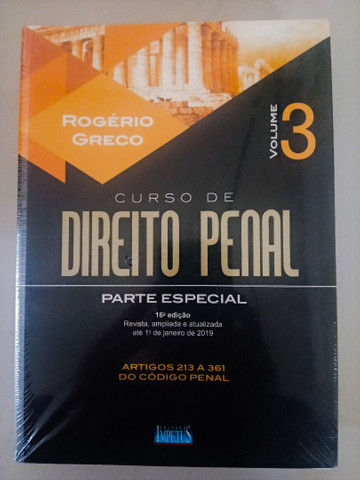 ROGÉRIO
GRECO
VOLUME 3
CURSO DE
DIREITO PENAL
PARTE ESPECIAL
16ª edição
Revista, ampliada e atualizada
até 1º de janeiro de 2019
ARTIGOS 213 A 361
DO CÓDIGO PENAL
EDITORA
IMPETUS